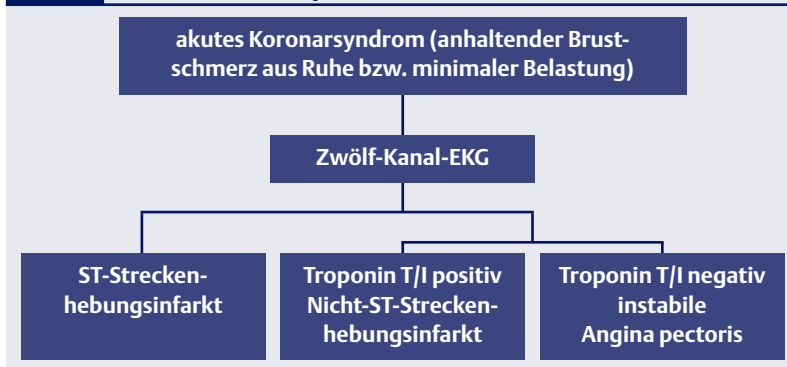 akutes Koronarsyndrom (anhaltender Brust-
schmerz aus Ruhe bzw. minimaler Belastung)
Zwölf-Kanal-EKG
ST-Strecken-
hebungsinfarkt
Troponin T/I positiv
Nicht-ST-Strecken-
hebungsinfarkt
Troponin T/I negativ
instabile
Angina pectoris